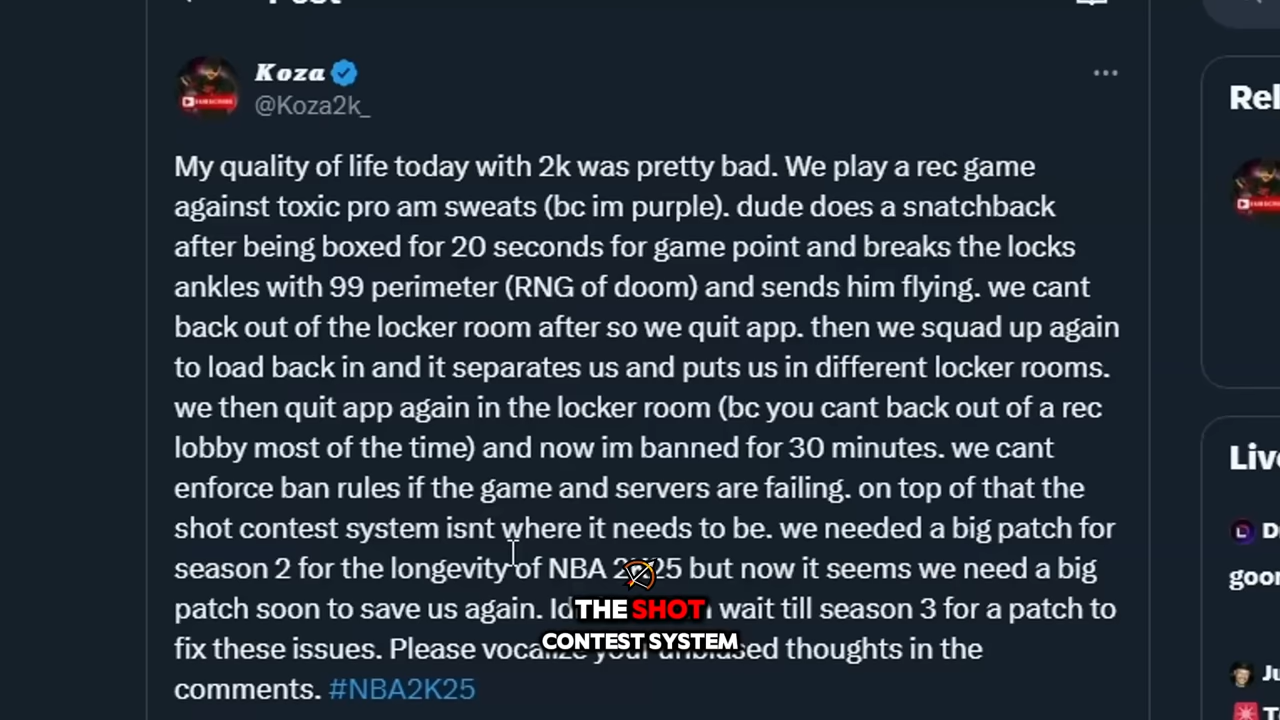 Post
Koza
@Koza2k_
My quality of life today with 2k was pretty bad. We play a rec game
against toxic pro am sweats (bc im purple). dude does a snatchback
after being boxed for 20 seconds for game point and breaks the locks
ankles with 99 perimeter (RNG of doom) and sends him flying. we cant
back out of the locker room after so we quit app. then we squad up again
to load back in and it separates us and puts us in different locker rooms.
we then quit app again in the locker room (bc you cant back out of a rec
lobby most of the time) and now im banned for 30 minutes. we cant
enforce ban rules if the game and servers are failing. on top of that the
shot contest system isnt where it needs to be. we needed a big patch for
season 2 for the longevity of NBA 2K25 but now it seems we need a big
patch soon to save us again. wait till season 3 for a patch to
fix these issues. Please vocalize your unbiased thoughts in the
comments. #NBA2K25
THE SHOT
CONTEST SYSTEM
Rel
Live
goon